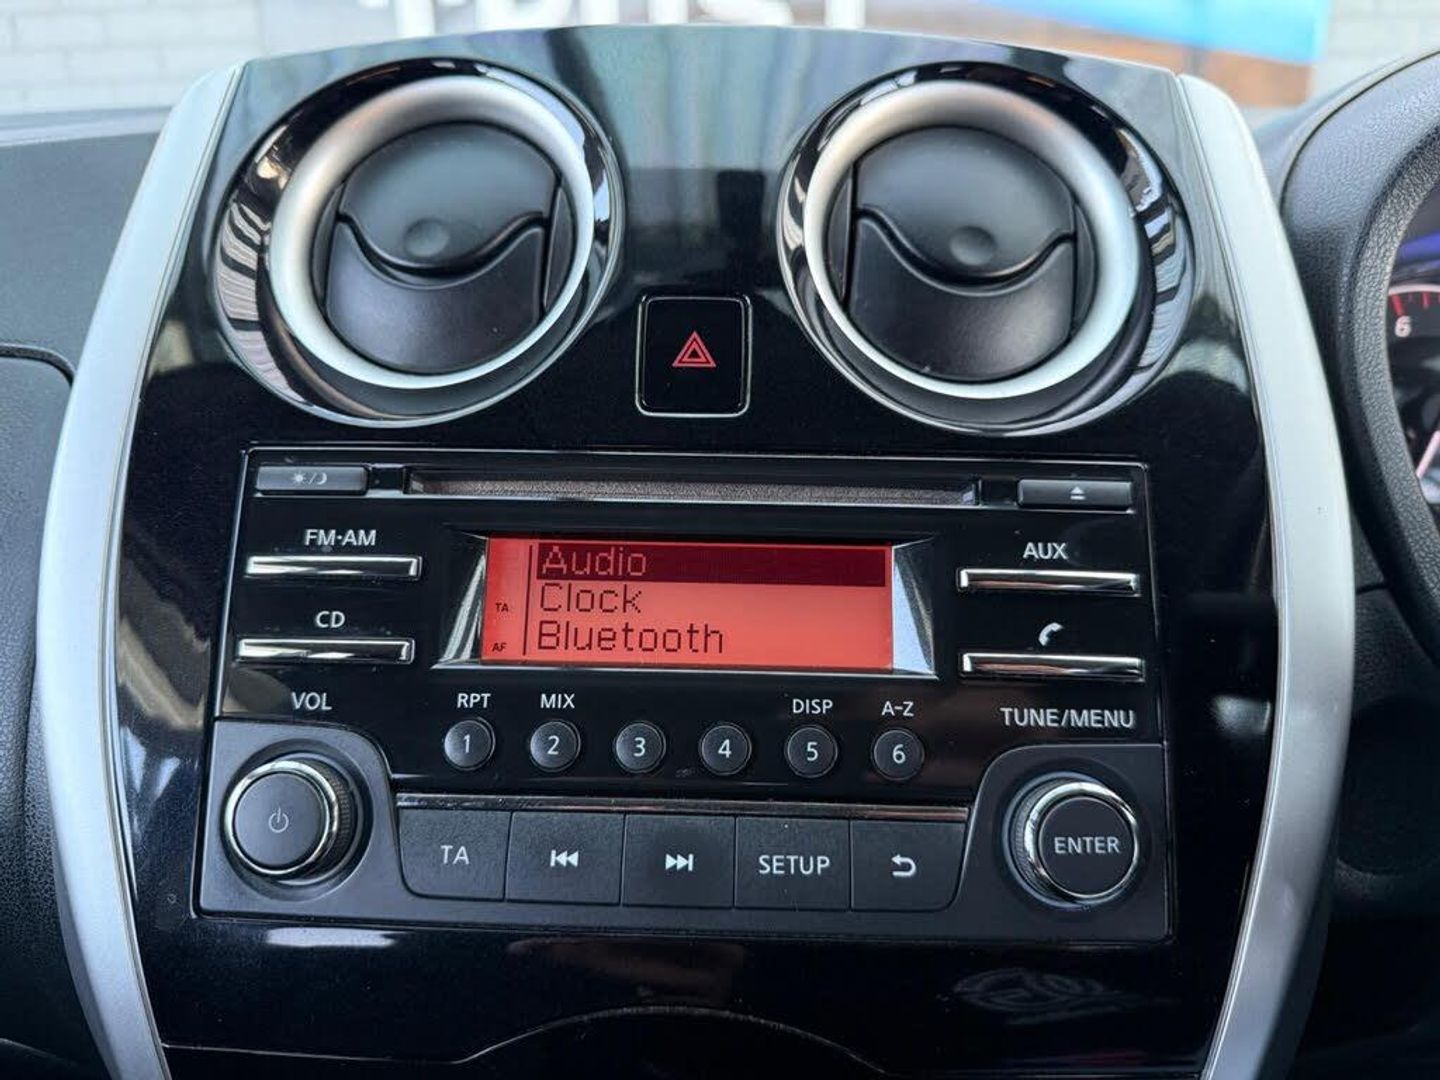 6
FM·AM
AUX
CD
Audio
Clock
Bluetooth
TA
AF
VOL
RPT
MIX
DISP
A-Z
TUNE/MENU
1
2
3
4
5
6
TA
SETUP
ENTER